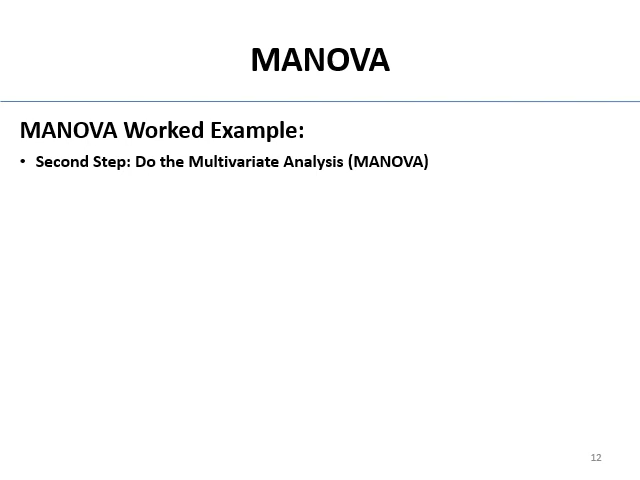 MANOVA
MANOVA Worked Example:
• Second Step: Do the Multivariate Analysis (MANOVA)
12